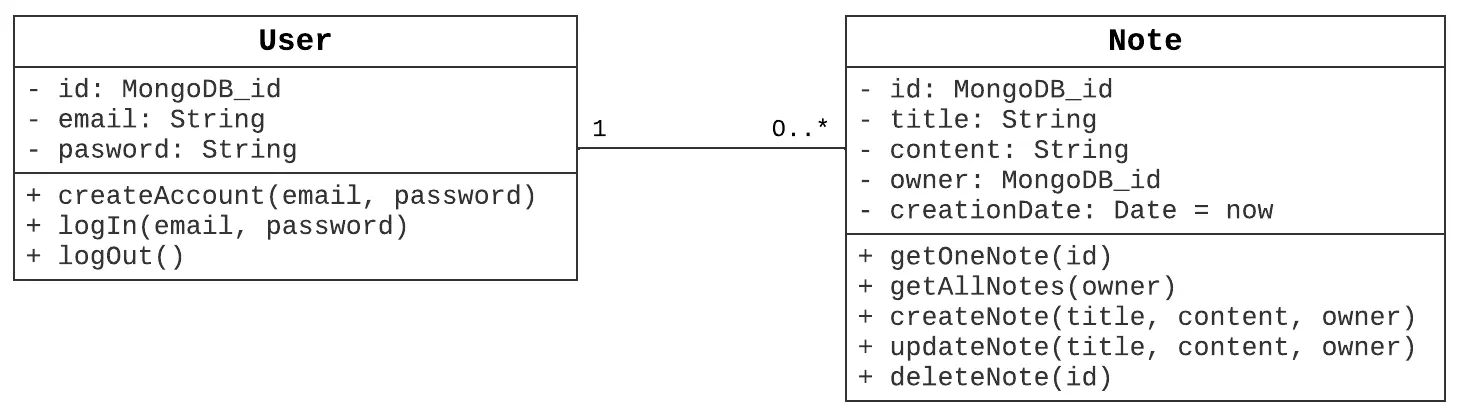 User
- id: MongoDB_id
- email: String
- pasword: String
+ createAccount(email, password)
+ logIn(email, password)
+ logOut()
1
0..*
Note
- id: MongoDB_id
- title: String
- content: String
- owner: MongoDB_id
- creationDate: Date = now
+ getOneNote(id)
+ getAllNotes(owner)
+ createNote(title, content, owner)
+ updateNote(title, content, owner)
+ deleteNote(id)